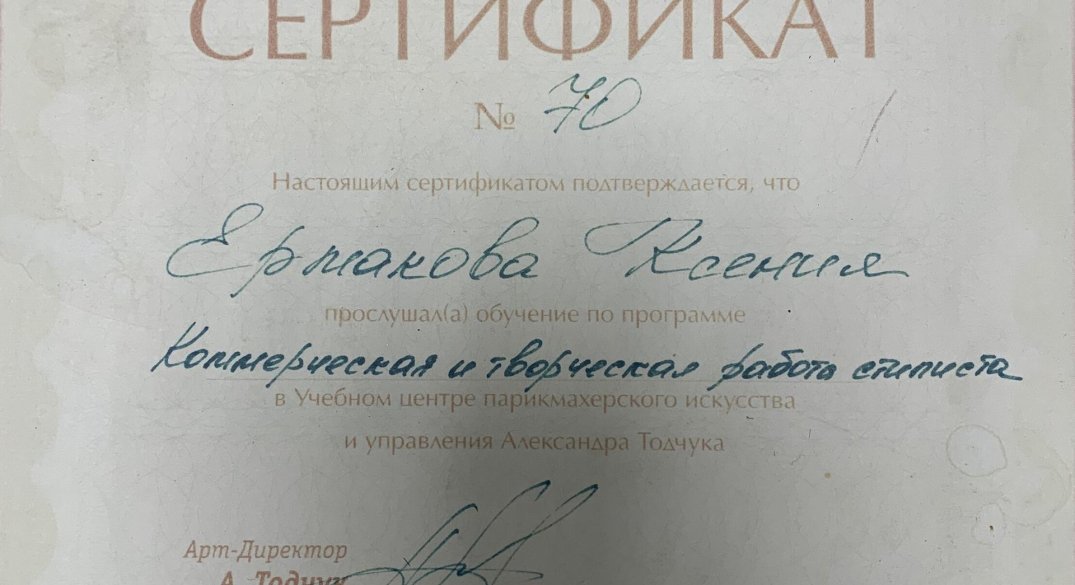 СЕРТИФИКАТ
№ 70
Настоящим сертификатом подтверждается, что
Ермакова Ксения
прослушал(а) обучение по программе
Коммерческая и творческая работа стилиста
в Учебном центре парикмахерского искусства
и управления Александра Тодчука
Арт-Директор
А. Тодчук